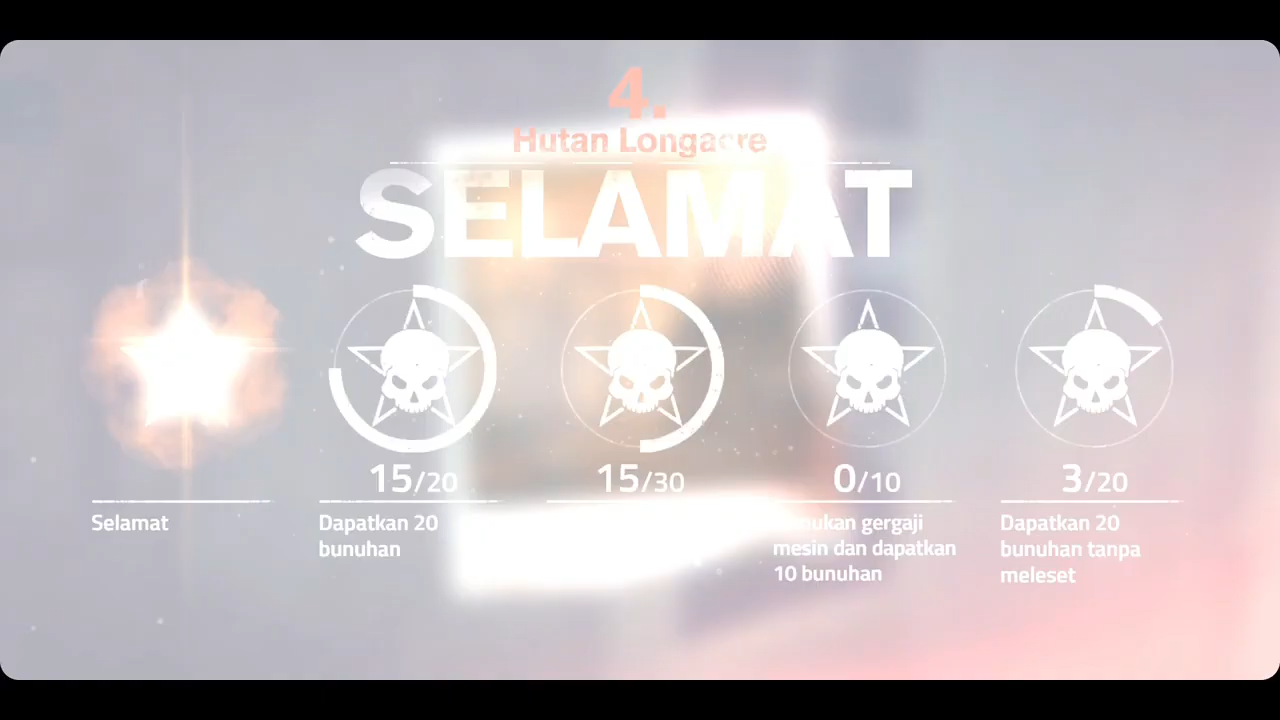 4.
Hutan Longacre
SELAMAT
15/20
15/30
0/10
3/20
Selamat
Dapatkan 20
bunuhan
gergaji
mesin dan dapatkan
10 bunuhan
Dapatkan 20
bunuhan tanpa
meleset